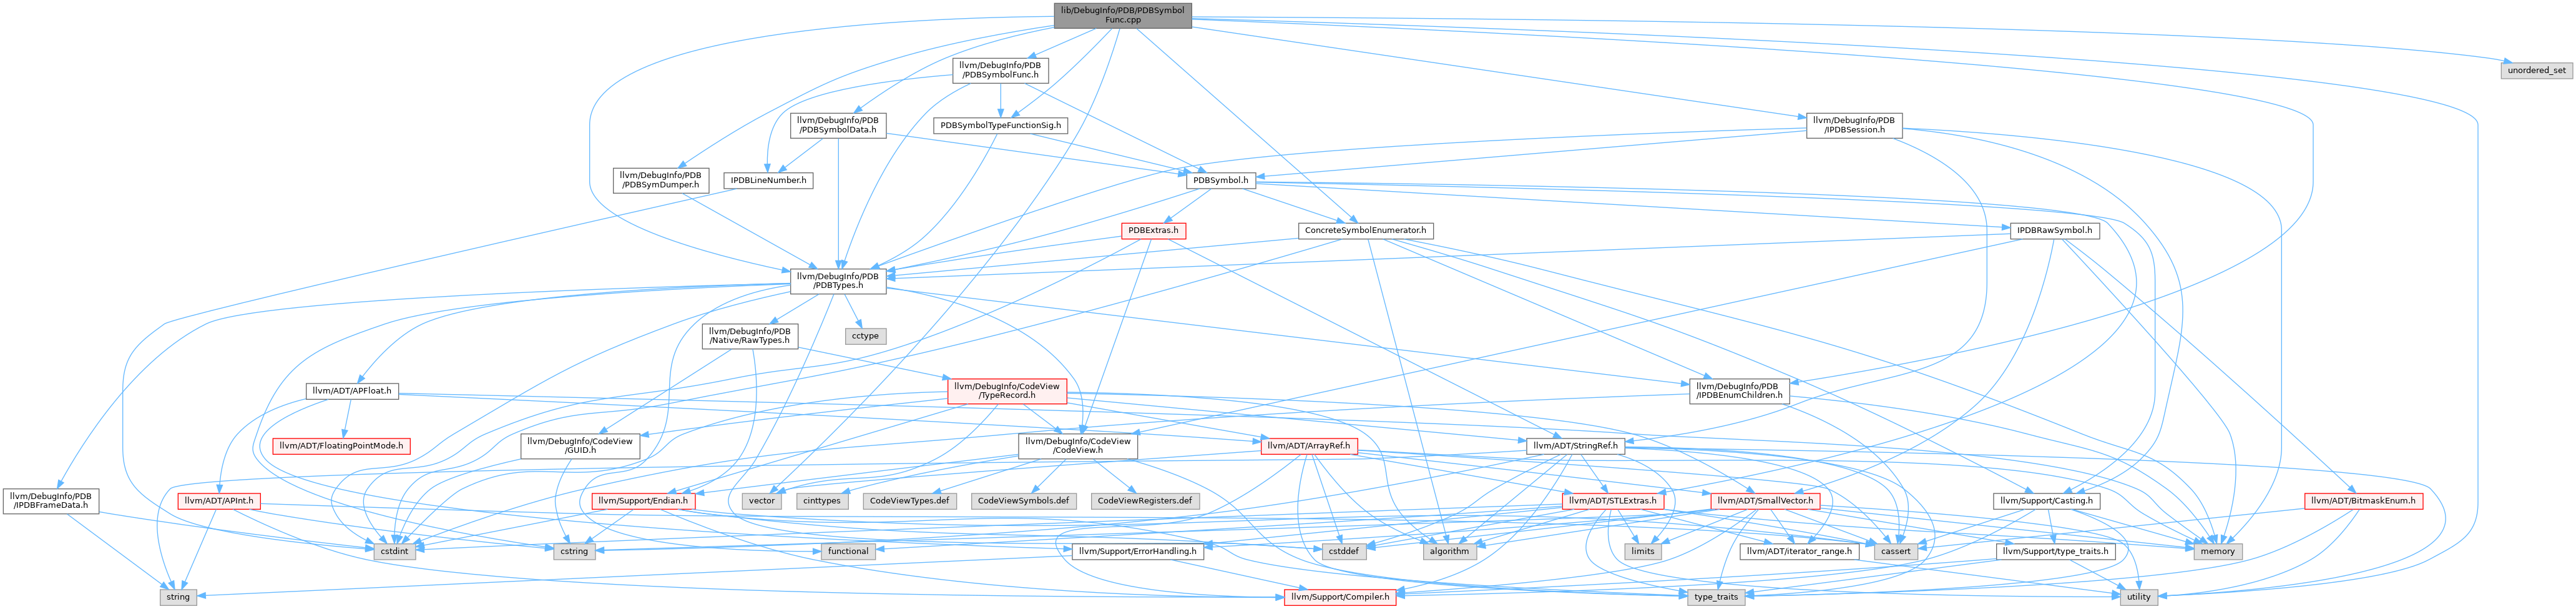 lib/DebugInfo/PDB/PDBSymbol
Func.cpp
llvm/DebugInfo/PDB
/PDBSymbolFunc.h
unordered_set
llvm/DebugInfo/PDB
/PDBSymbolData.h
PDBSymbolTypeFunctionSig.h
llvm/DebugInfo/PDB
/IPDBSession.h
llvm/DebugInfo/PDB
/PDBSymDumper.h
IPDBLineNumber.h
PDBSymbol.h
PDBExtras.h
ConcreteSymbolEnumerator.h
IPDBRawSymbol.h
llvm/DebugInfo/PDB
/PDBTypes.h
llvm/DebugInfo/PDB
/Native/RawTypes.h
cctype
llvm/ADT/APFloat.h
llvm/DebugInfo/CodeView
/TypeRecord.h
llvm/DebugInfo/PDB
/IPDBEnumChildren.h
llvm/ADT/FloatingPointMode.h
llvm/DebugInfo/CodeView
/GUID.h
llvm/DebugInfo/CodeView
/CodeView.h
llvm/ADT/ArrayRef.h
llvm/ADT/StringRef.h
llvm/DebugInfo/PDB
/IPDBFrameData.h
llvm/ADT/APInt.h
llvm/Support/Endian.h
vector
cinttypes
CodeViewTypes.def
CodeViewSymbols.def
CodeViewRegisters.def
llvm/ADT/STLExtras.h
llvm/ADT/SmallVector.h
llvm/Support/Casting.h
llvm/ADT/BitmaskEnum.h
cstdint
cstring
functional
llvm/Support/ErrorHandling.h
cstddef
algorithm
limits
llvm/ADT/iterator_range.h
cassert
llvm/Support/type_traits.h
memory
string
llvm/Support/Compiler.h
type_traits
utility